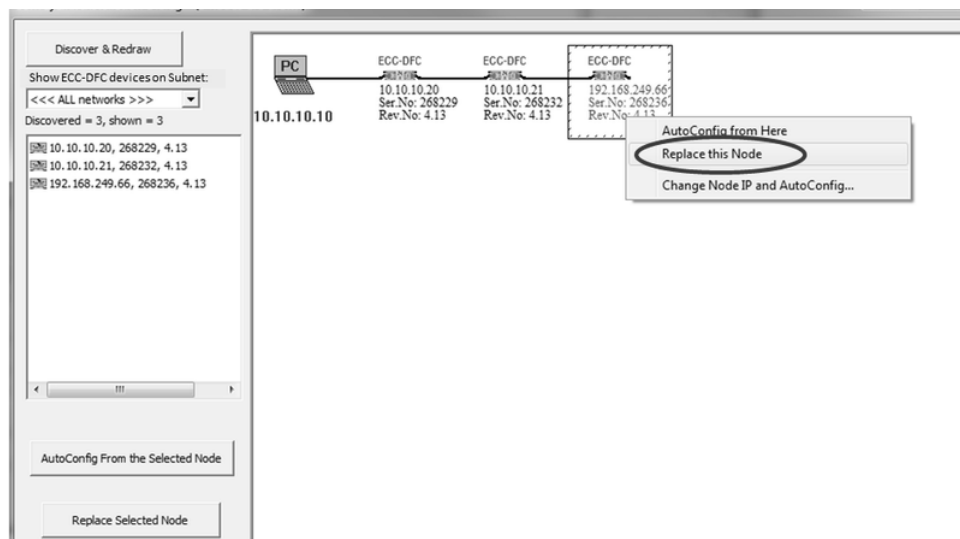 Discover & Redraw
Show ECC-DFC devices on Subnet:
<<< ALL networks >>>
Discovered = 3, shown = 3
10.10.10.20, 268229, 4.13
10.10.10.21, 268232, 4.13
192.168.249.66, 268236, 4.13
AutoConfig From the Selected Node
Replace Selected Node
PC
10.10.10.10
ECC-DFC
10.10.10.20
Ser.No: 268229
Rev.No: 4.13
ECC-DFC
10.10.10.21
Ser.No: 268232
Rev.No: 4.13
ECC-DFC
192.168.249.66
Ser.No: 268236
Rev.No: 4.13
AutoConfig from Here
Replace this Node
Change Node IP and AutoConfig...